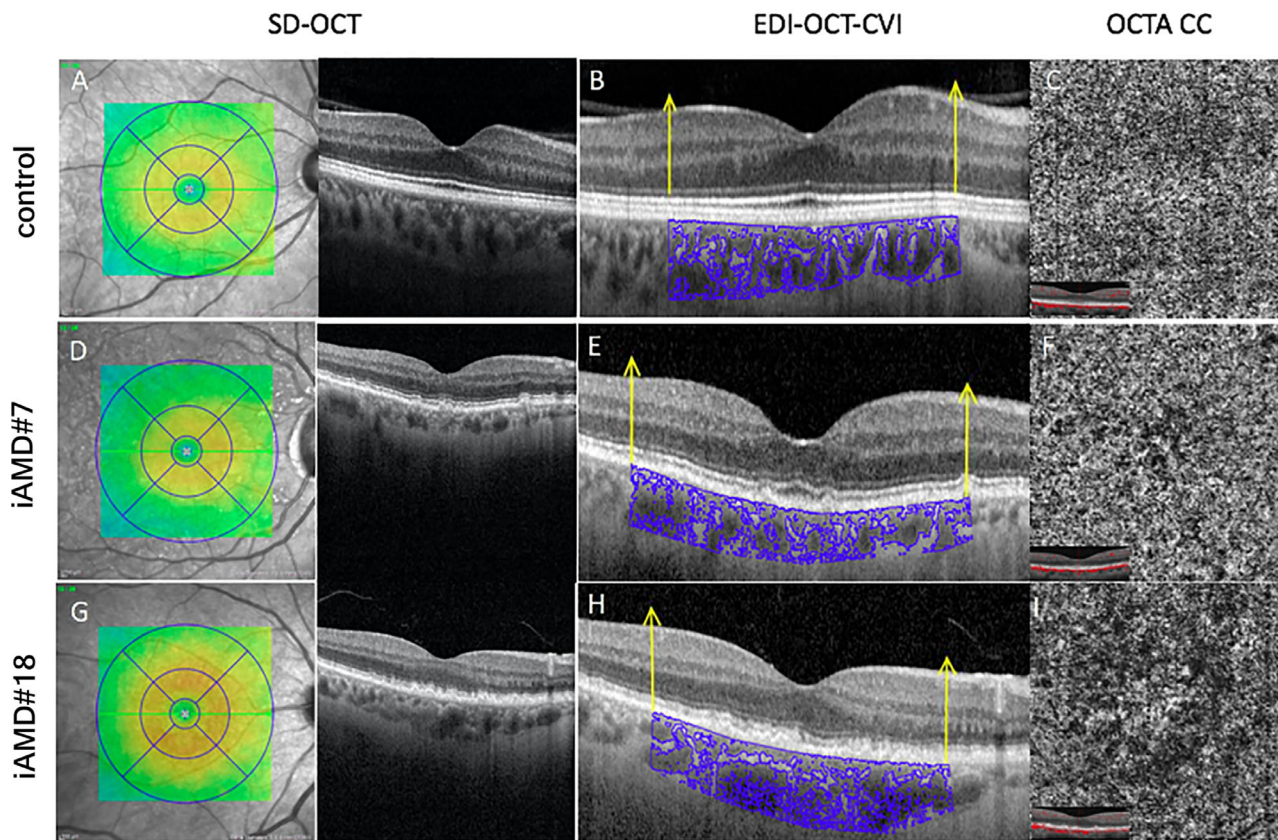 SD-OCT EDI-OCT-CVI OCTA CC
control
A B C
iAMD#7
D E F
iAMD#18
G H I